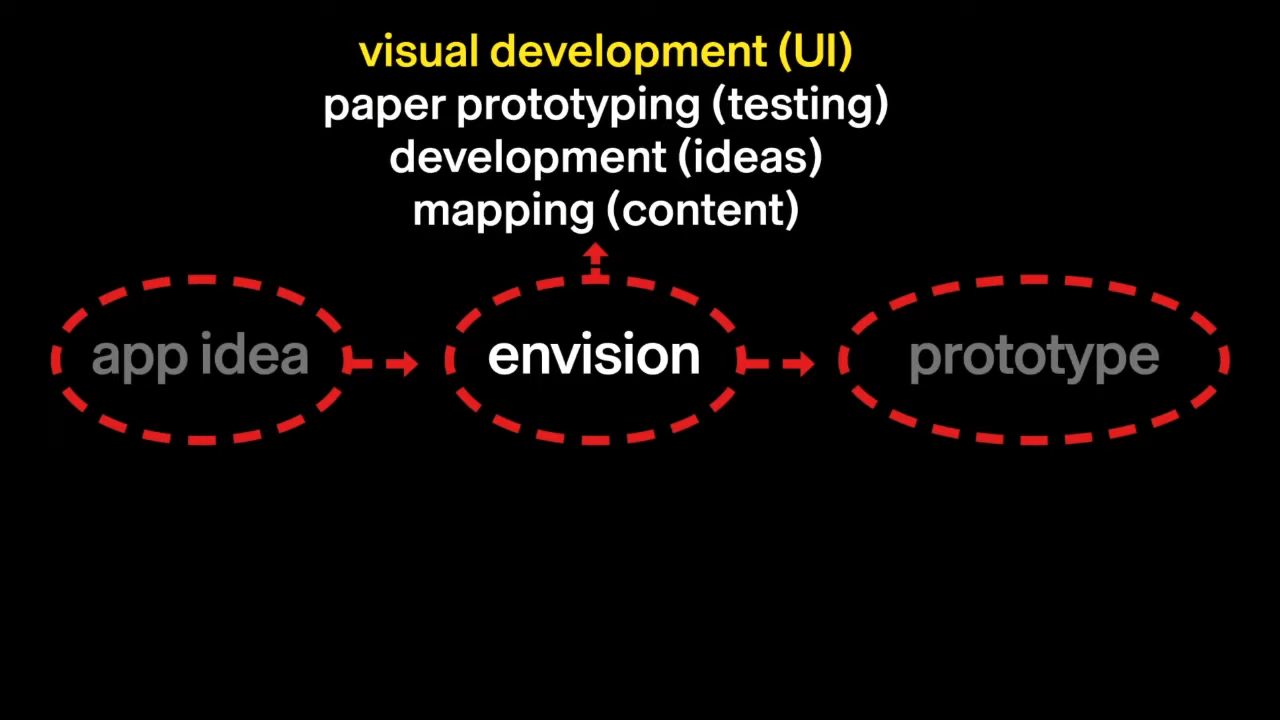 visual development (UI)
paper prototyping (testing)
development (ideas)
mapping (content)
app idea
envision
prototype